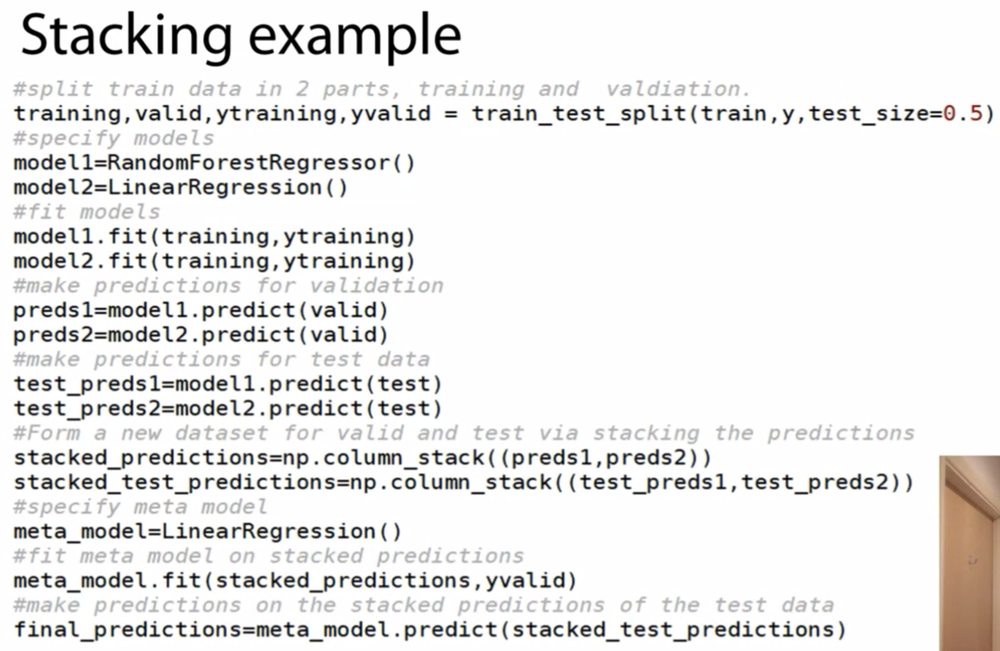 Stacking example
#split train data in 2 parts, training and  valdiation.
training,valid,ytraining,yvalid = train_test_split(train,y,test_size=0.5)
#specify models
model1=RandomForestRegressor()
model2=LinearRegression()
#fit models
model1.fit(training,ytraining)
model2.fit(training,ytraining)
#make predictions for validation
preds1=model1.predict(valid)
preds2=model2.predict(valid)
#make predictions for test data
test_preds1=model1.predict(test)
test_preds2=model2.predict(test)
#Form a new dataset for valid and test via stacking the predictions
stacked_predictions=np.column_stack((preds1,preds2))
stacked_test_predictions=np.column_stack((test_preds1,test_preds2))
#specify meta model
meta_model=LinearRegression()
#fit meta model on stacked predictions
meta_model.fit(stacked_predictions,yvalid)
#make predictions on the stacked predictions of the test data
final_predictions=meta_model.predict(stacked_test_predictions)